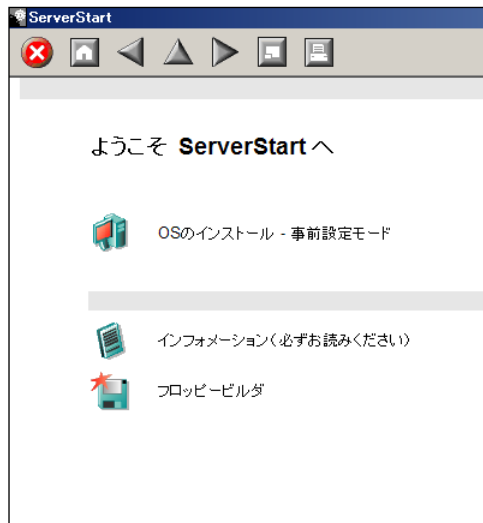 ServerStart
ようこそ ServerStart へ
OSのインストール - 事前設定モード
インフォメーション(必ずお読みください)
フロッピービルダ